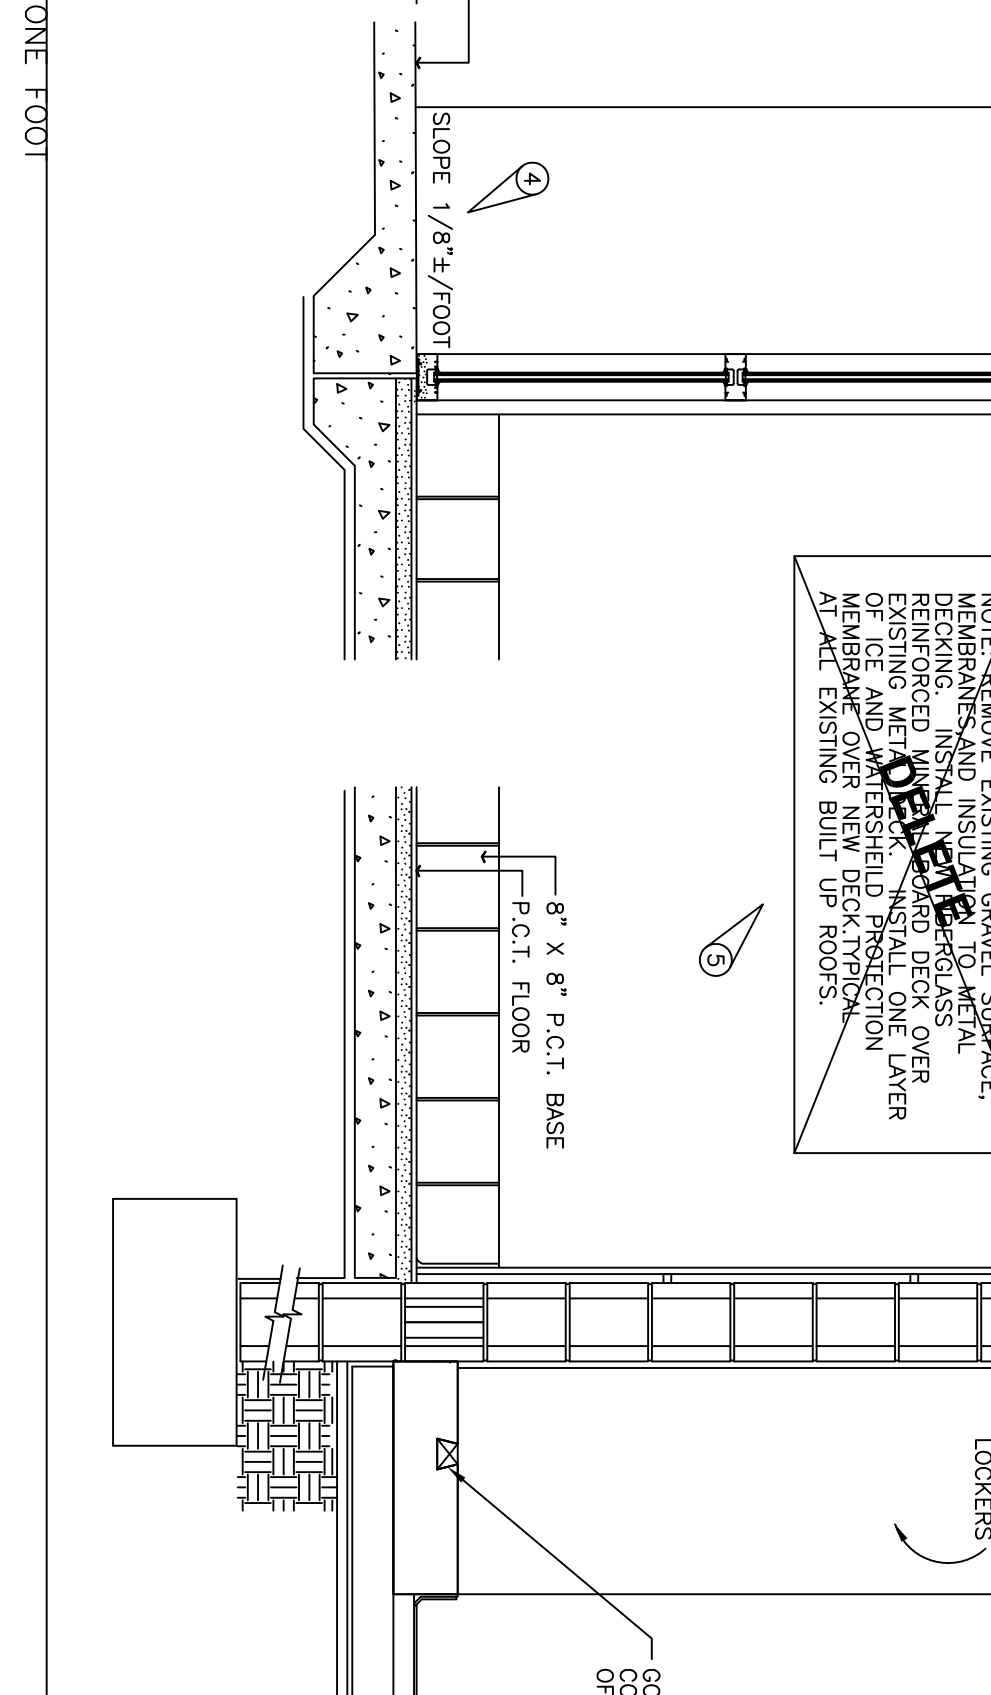 NOTE: REMOVE EXISTING GRAVEL SURFACE,
MEMBRANES,AND INSULATION TO METAL
DECKING. INSTALL NEW FIBERGLASS
REINFORCED MINERAL BOARD DECK OVER
EXISTING METAL DECK. INSTALL ONE LAYER
OF ICE AND WATERSHEILD PROTECTION
MEMBRANE OVER NEW DECK.TYPICAL
AT ALL EXISTING BUILT UP ROOFS.
DELETE
LOCKERS
4
5
SLOPE 1/8"±/FOOT
8" X 8" P.C.T. BASE
P.C.T. FLOOR
ONE FOOT